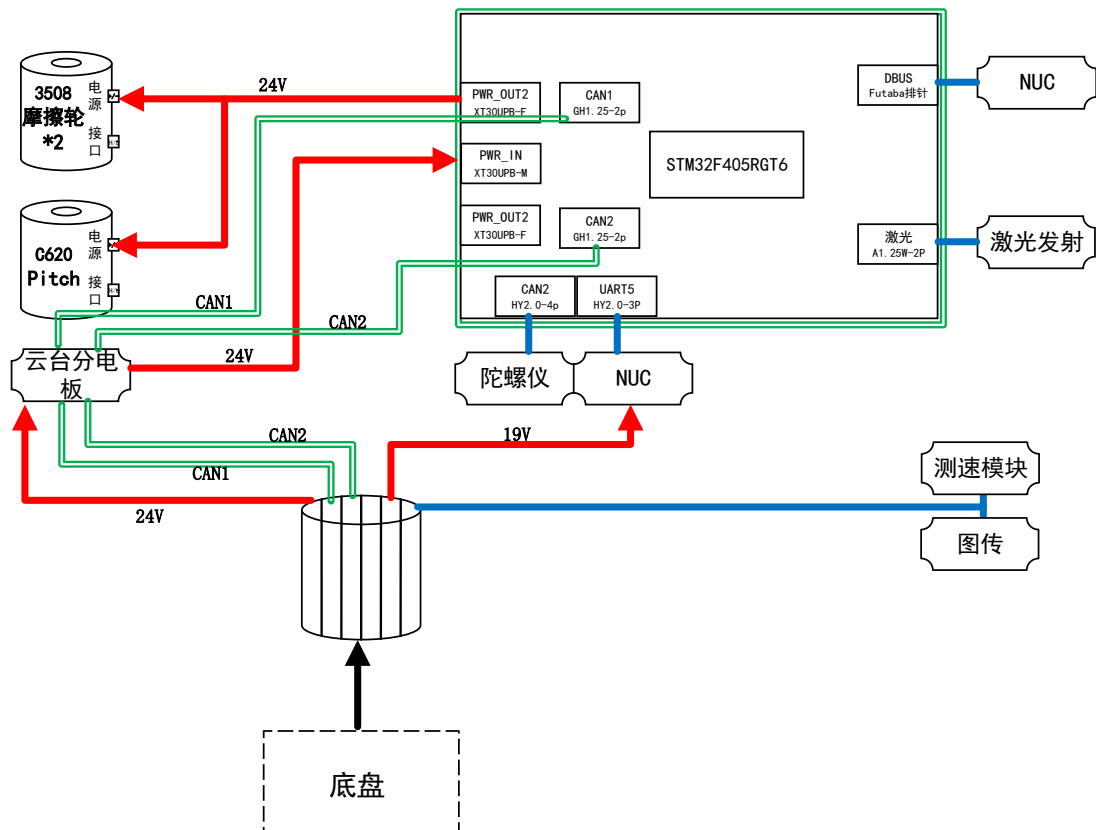 3508
摩擦轮
*2
电
源
接
口
24V
PWR_OUT2
XT30UPB-F
CAN1
GH1.25-2p
DBUS
Futaba排针
NUC
PWR_IN
XT30UPB-M
STM32F405RGT6
C620
Pitch
电
源
接
口
PWR_OUT2
XT30UPB-F
CAN2
GH1.25-2p
激光
A1.25W-2P
激光发射
CAN1
CAN2
CAN2
HY2.0-4p
UART5
HY2.0-3P
云台分电
板
24V
陀螺仪
NUC
CAN2
CAN1
19V
24V
测速模块
图传
底盘